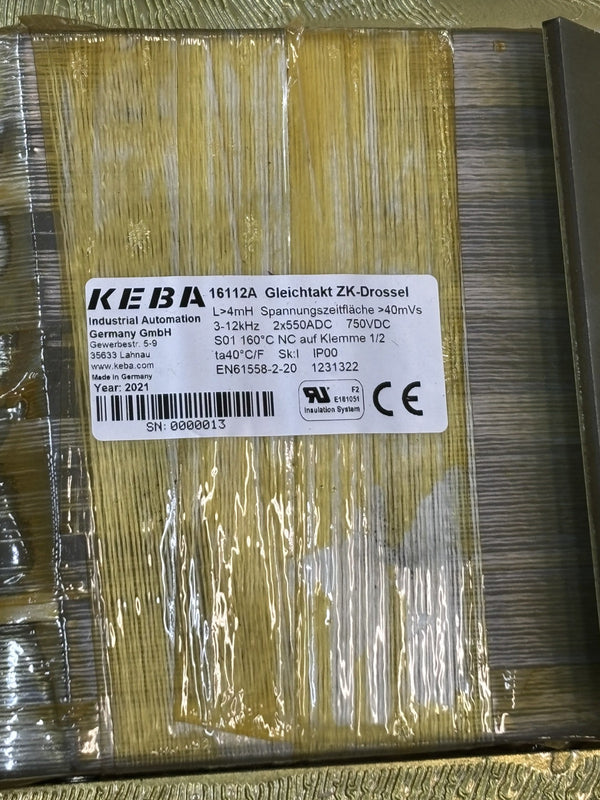 KEBA
Industrial Automation
Germany GmbH
Gewerbestr. 5-9
35633 Lahnau
www.keba.com
Made in Germany
Year: 2021
SN: 0000013
16112A Gleichtakt ZK-Drossel
L>4mH Spannungszeitfläche >40mVs
3-12kHz 2x550ADC 750VDC
S01 160°C NC auf Klemme 1/2
ta40°C/F Sk:I IP00
EN61558-2-20 1231322
F2
E181051
Insulation System
CE